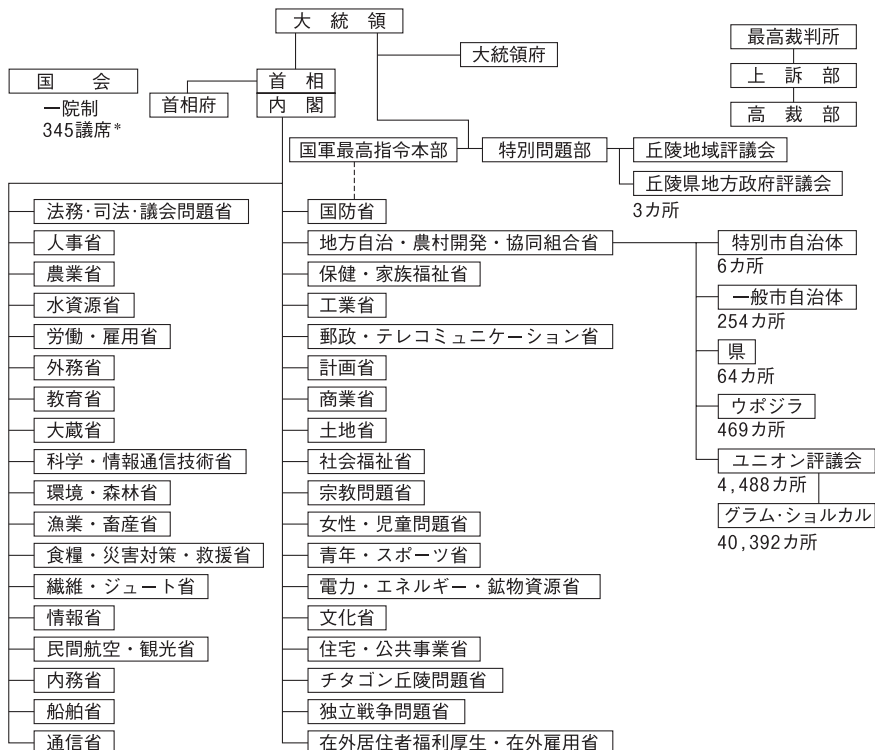 大統領
大統領府
最高裁判所
国会
首相
上訴部
一院制
首相府
内閣
高裁部
345議席*
国軍最高指令本部
特別問題部
丘陵地域評議会
丘陵県地方政府評議会
3カ所
法務・司法・議会問題省
人事省
農業省
水資源省
労働・雇用省
外務省
教育省
大蔵省
科学・情報通信技術省
環境・森林省
漁業・畜産省
食糧・災害対策・救援省
繊維・ジュート省
情報省
民間航空・観光省
内務省
船舶省
通信省
国防省
地方自治・農村開発・協同組合省
保健・家族福祉省
工業省
郵政・テレコミュニケーション省
計画省
商業省
土地省
社会福祉省
宗教問題省
女性・児童問題省
青年・スポーツ省
電力・エネルギー・鉱物資源省
文化省
住宅・公共事業省
チタゴン丘陵問題省
独立戦争問題省
在外居住者福利厚生・在外雇用省
特別市自治体
6カ所
一般市自治体
254カ所
県
64カ所
ウポジラ
469カ所
ユニオン評議会
4,488カ所
グラム・ショルカル
40,392カ所